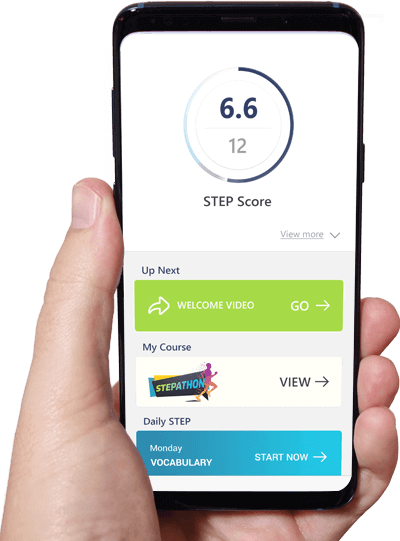 6.6
12
STEP Score
View more
Up Next
WELCOME VIDEO GO
My Course
STEPATHON VIEW
Daily STEP
Monday
VOCABULARY START NOW